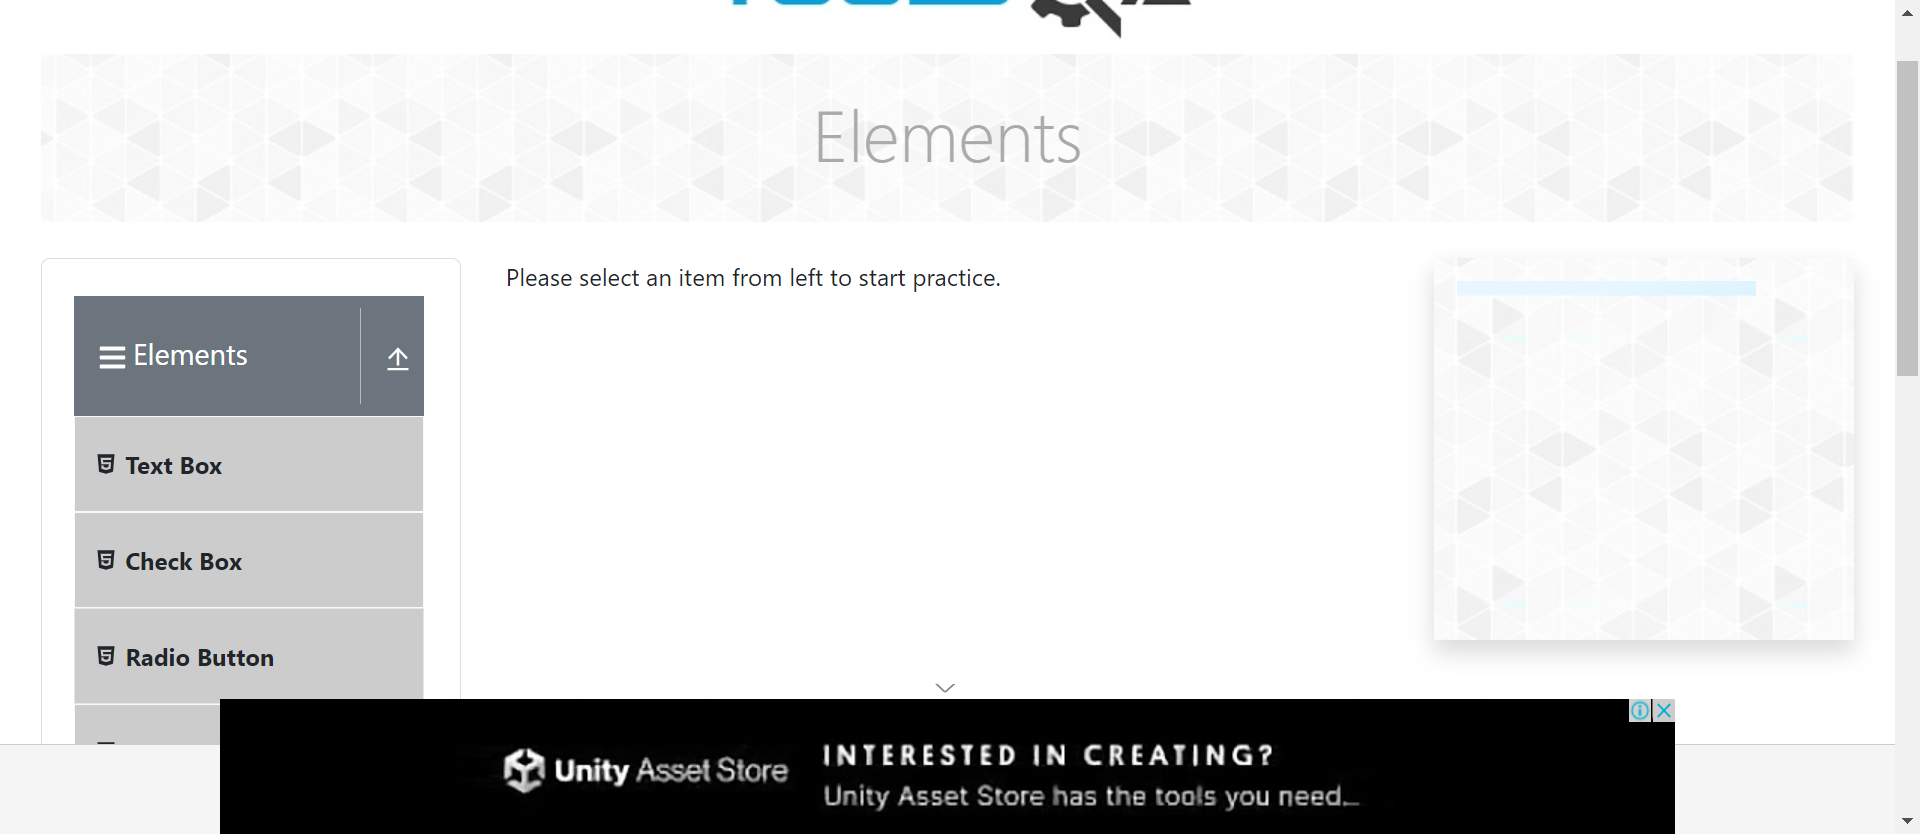 Elements
Please select an item from left to start practice.
Elements
Text Box
Check Box
Radio Button
Unity Asset Store
INTERESTED IN CREATING?
Unity Asset Store has the tools you need...